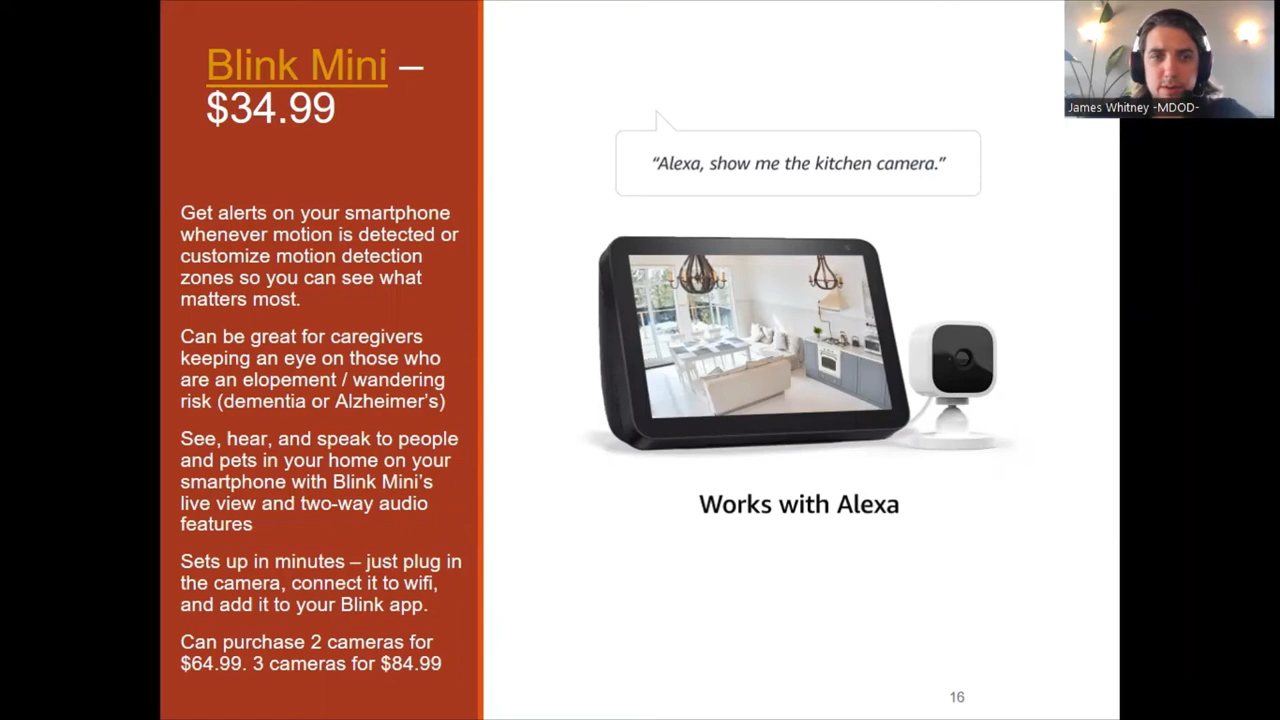 Blink Mini –
$34.99
Get alerts on your smartphone
whenever motion is detected or
customize motion detection
zones so you can see what
matters most.
Can be great for caregivers
keeping an eye on those who
are an elopement / wandering
risk (dementia or Alzheimer’s)
See, hear, and speak to people
and pets in your home on your
smartphone with Blink Mini’s
live view and two-way audio
features
Sets up in minutes – just plug in
the camera, connect it to wifi,
and add it to your Blink app.
Can purchase 2 cameras for
$64.99. 3 cameras for $84.99
“Alexa, show me the kitchen camera.”
Works with Alexa
16
James Whitney -MDOD-